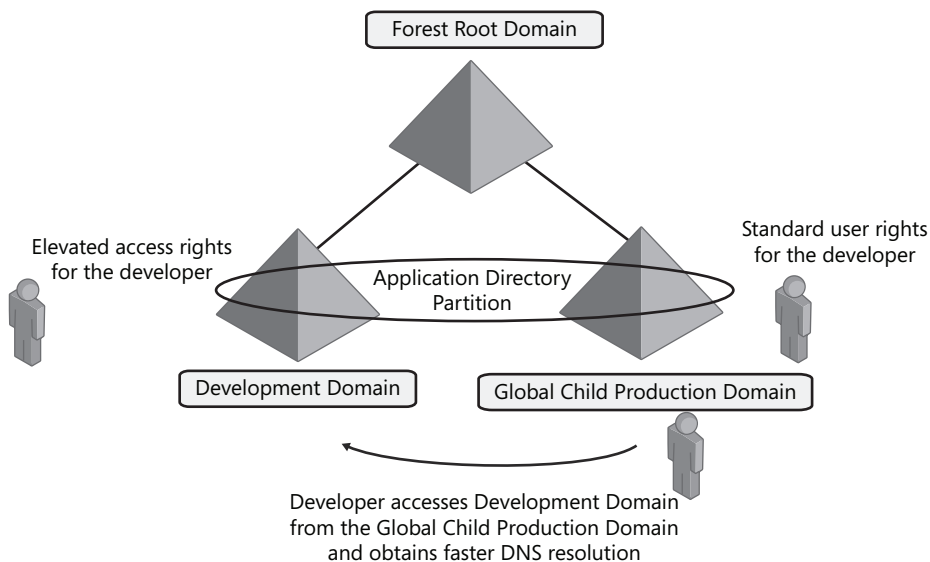 Forest Root Domain
Elevated access rights
for the developer
Standard user rights
for the developer
Application Directory
Partition
Development Domain
Global Child Production Domain
Developer accesses Development Domain
from the Global Child Production Domain
and obtains faster DNS resolution